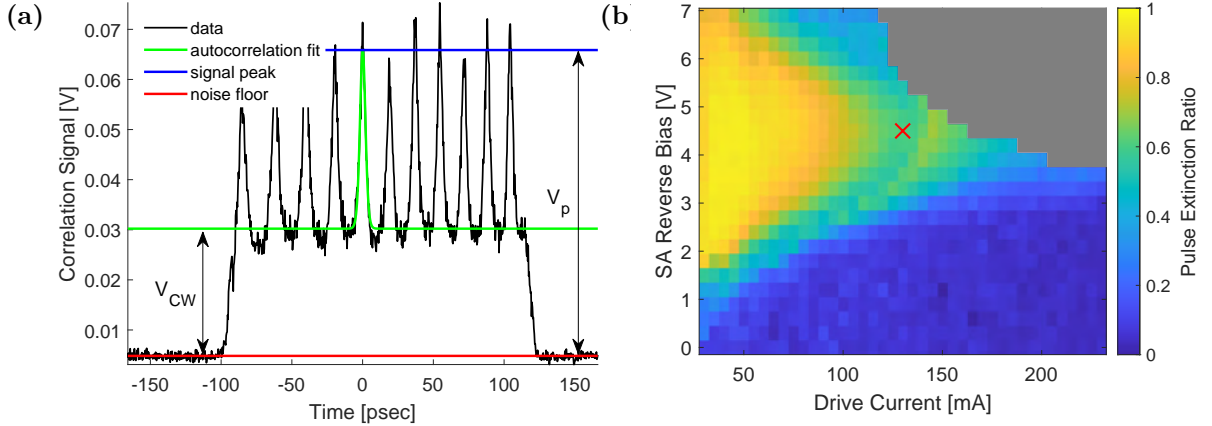 (a)
Correlation Signal [V]
0.07
0.06
0.05
0.04
0.03
0.02
0.01
data
autocorrelation fit
signal peak
noise floor
V_CW
V_p
-150 -100 -50 0 50 100 150
Time [psec]
(b)
SA Reverse Bias [V]
7
6
5
4
3
2
1
0
50 100 150 200
Drive Current [mA]
1
0.8
0.6
0.4
0.2
0
Pulse Extinction Ratio